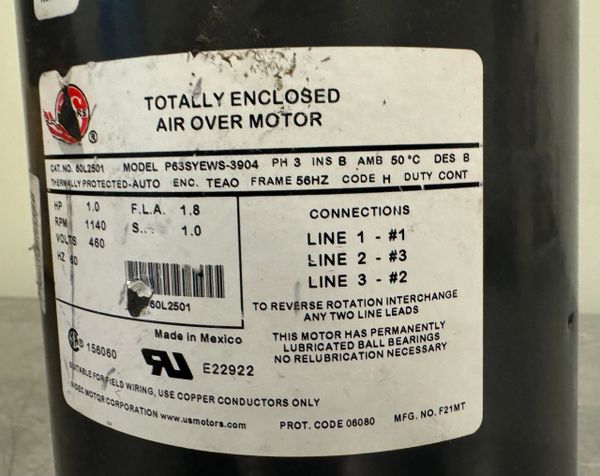 ®
TOTALLY ENCLOSED
AIR OVER MOTOR
CAT. NO. 60L2501 MODEL P63SYEWS-3904 PH 3 INS B AMB 50°C DES B
THERMALLY PROTECTED-AUTO ENC. TEAO FRAME 56HZ CODE H DUTY CONT
HP 1.0 F.L.A. 1.8
RPM 1140 S. 1.0
VOLTS 460
HZ 60
60L2501
CONNECTIONS
LINE 1 - #1
LINE 2 - #3
LINE 3 - #2
TO REVERSE ROTATION INTERCHANGE
ANY TWO LINE LEADS
THIS MOTOR HAS PERMANENTLY
LUBRICATED BALL BEARINGS
NO RELUBRICATION NECESSARY
Made in Mexico
156060
E22922
FOR FIELD WIRING, USE COPPER CONDUCTORS ONLY
MOTOR CORPORATION www.usmotors.com
PROT. CODE 06080 MFG. NO. F21MT